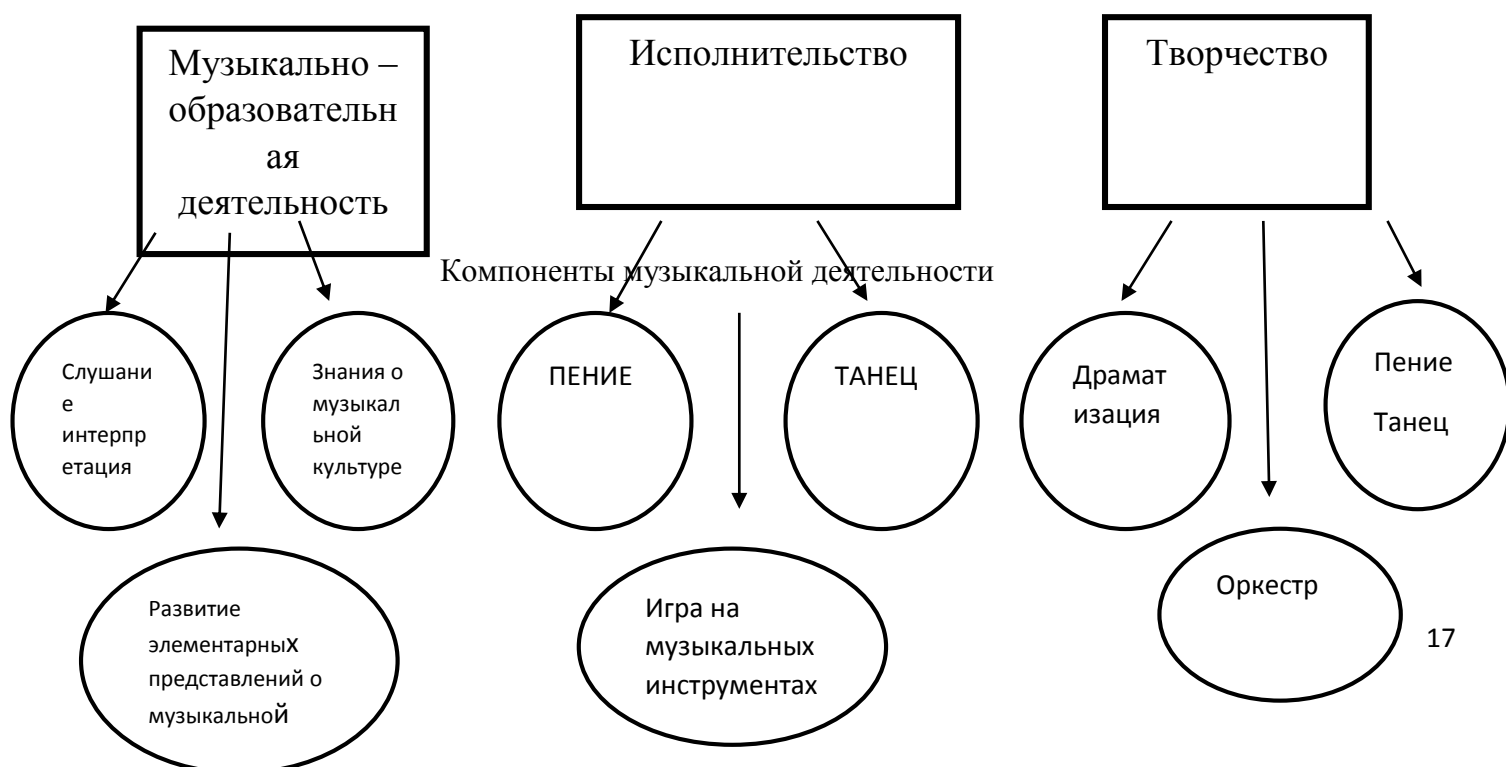 Музыкально –
образовательн
ая
деятельность
Исполнительство
Творчество
Компоненты музыкальной деятельности
Слушани
е
интерпр
етация
Знания о
музыкал
ьной
культуре
ПЕНИЕ
ТАНЕЦ
Драмат
изация
Пение
Танец
Развитие
элементарных
представлений о
музыкальной
Игра на
музыкальных
инструментах
Оркестр
17